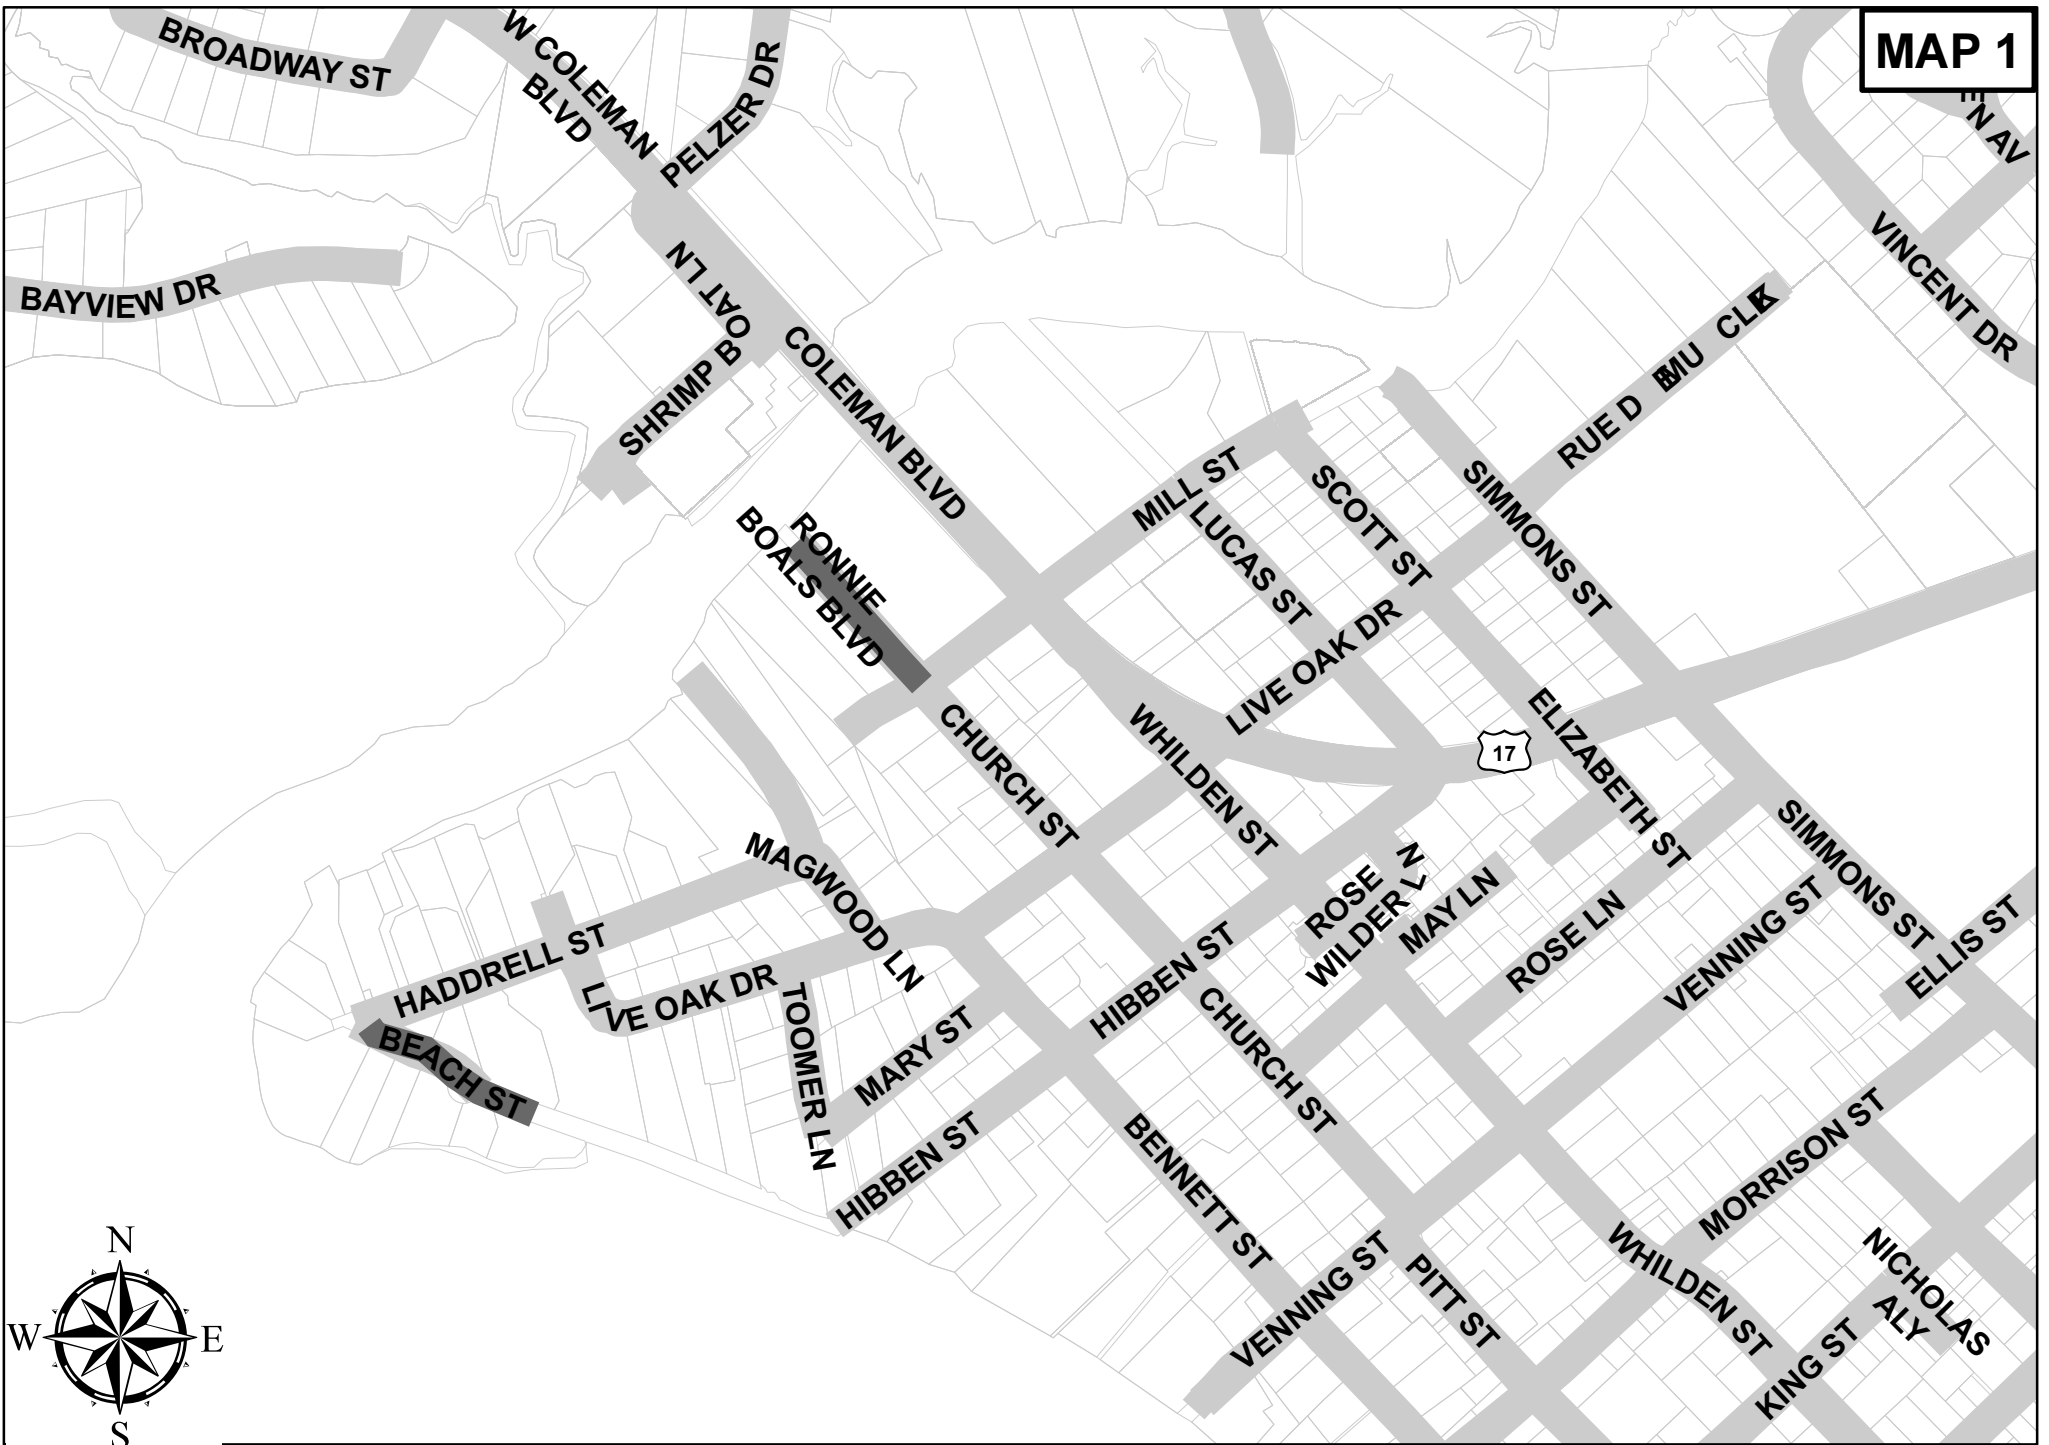 MAP 1
BROADWAY ST
W COLEMAN
BLVD
PELZER DR
N AV
VINCENT DR
BAYVIEW DR
SHRIMP BOAT LN
COLEMAN BLVD
SIMMONS ST
MILL ST
LUCAS ST
SCOTT ST
RONNIE
BOALS BLVD
LIVE OAK DR
CHURCH ST
WHILDEN ST
ELIZABETH ST
17
SIMMONS ST
MAGWOOD LN
HADDRELL ST
LIVE OAK DR
TOOMER LN
MARY ST
HIBBEN ST
ROSE
WILDER LN
MAY LN
ROSE LN
VENNING ST
ELLIS ST
BEACH ST
HIBBEN ST
CHURCH ST
BENNETT ST
MORRISON ST
VENNING ST
PITT ST
WHILDEN ST
NICHOLAS
ALY
KING ST
N
W
E
S